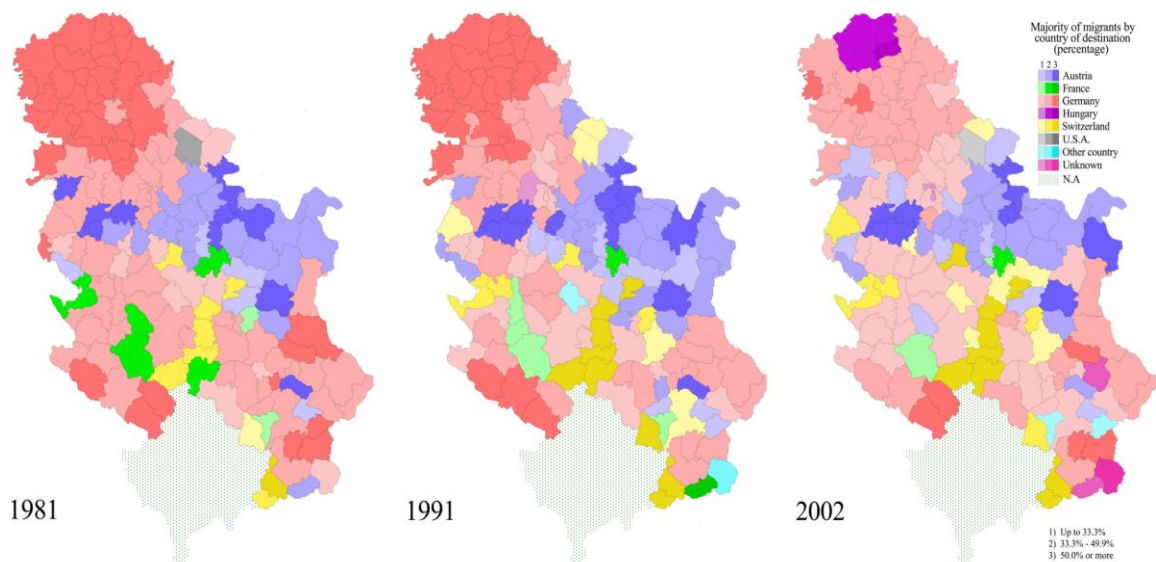 Majority of migrants by
country of destination
(percentage)
1 2 3
Austria
France
Germany
Hungary
Switzerland
U.S.A.
Other country
Unknown
N.A
1981
1991
2002
1) Up to 33.3%
2) 33.3% - 49.9%
3) 50.0% or more